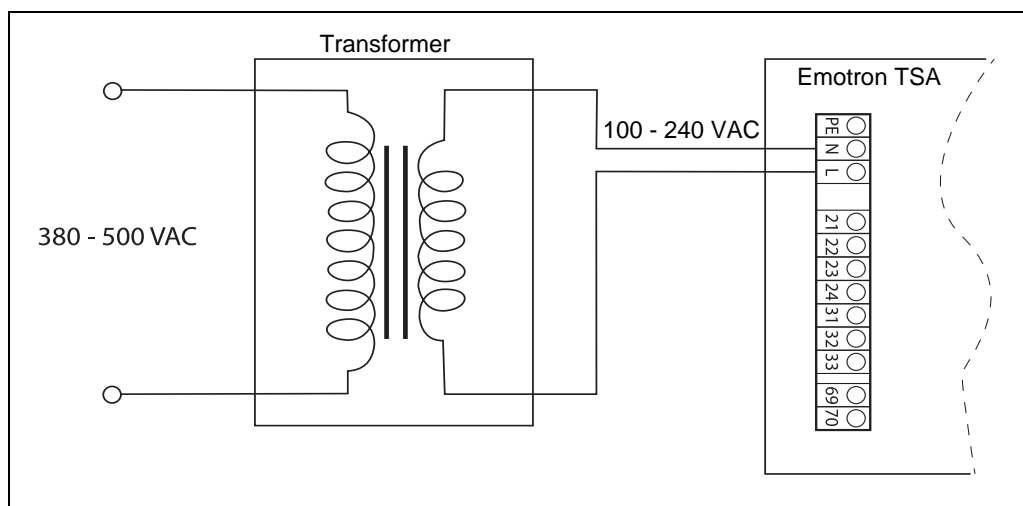 Transformer
Emotron TSA
100 - 240 VAC
380 - 500 VAC
PE
N
L
21
22
23
24
31
32
33
69
70